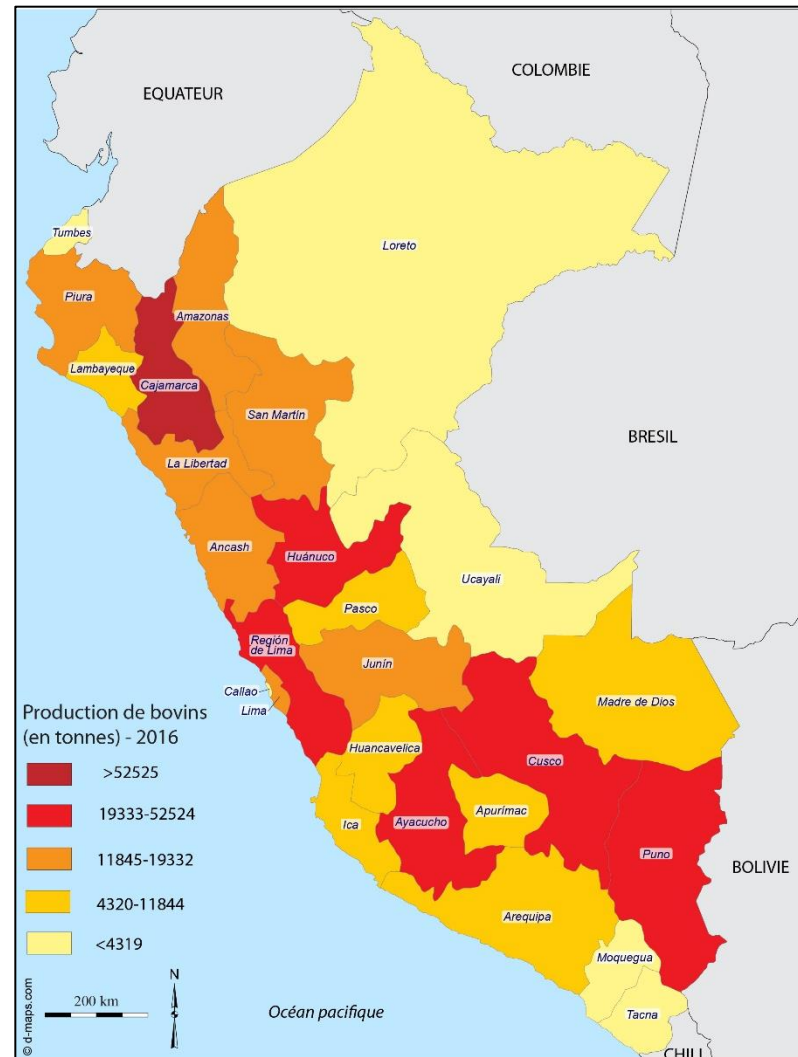 COLOMBIE
EQUATEUR
Tumbes
Loreto
Piura
Amazonas
Lambayeque
Cajamarca
San Martín
BRESIL
La Libertad
Ancash
Huánuco
Ucayali
Pasco
Región
de Lima
Junín
Callao
Lima
Madre de Dios
Huancavelica
Cusco
Ica
Ayacucho
Apurímac
Puno
BOLIVIE
Arequipa
Moquegua
Tacna
CHILI
Océan pacifique
Production de bovins
(en tonnes) - 2016
>52525
19333-52524
11845-19332
4320-11844
<4319
200 km
N
© d-maps.com